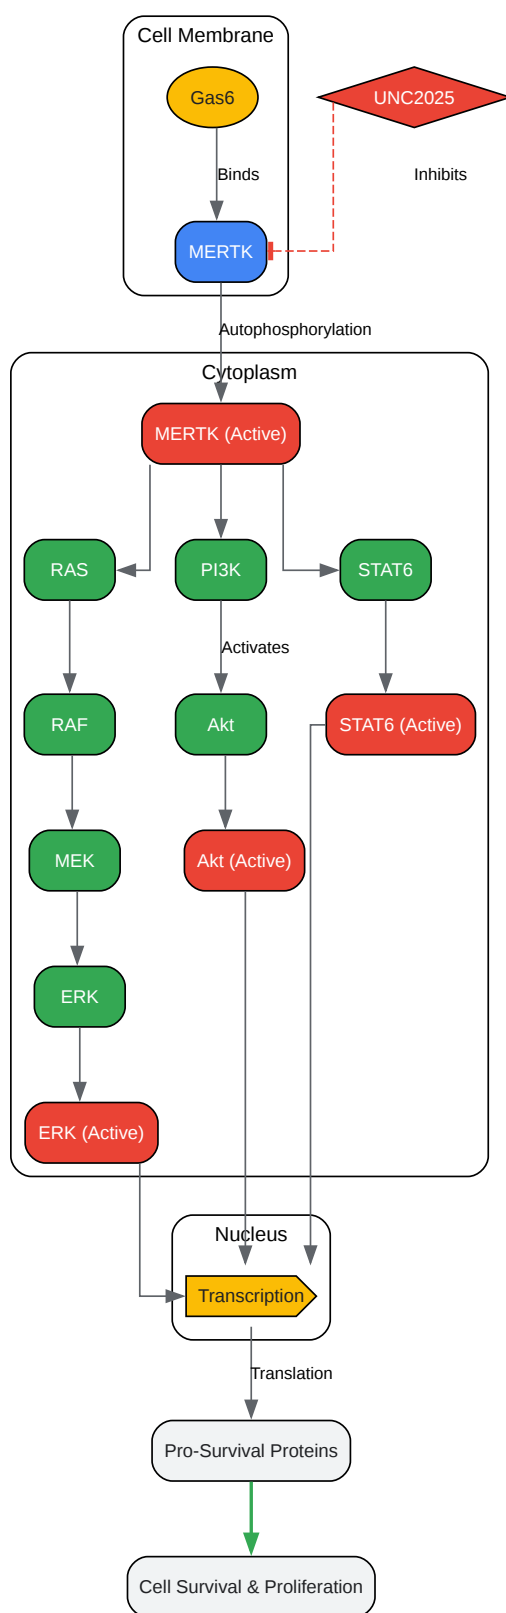 Cell Membrane
Gas6
UNC2025
Binds
Inhibits
MERTK
Autophosphorylation
Cytoplasm
MERTK (Active)
RAS
PI3K
STAT6
Activates
RAF
Akt
STAT6 (Active)
MEK
Akt (Active)
ERK
ERK (Active)
Nucleus
Transcription
Translation
Pro-Survival Proteins
Cell Survival & Proliferation